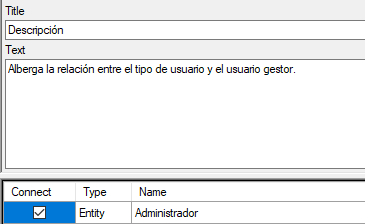 Title
Descripción
Text
Alberga la relación entre el tipo de usuario y el usuario gestor.
Connect Type Name
Entity Administrador